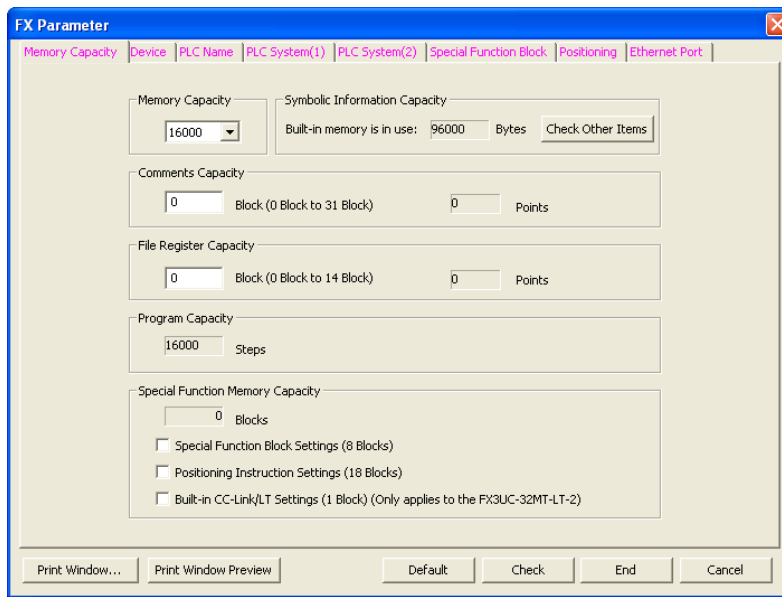 FX Parameter
Memory Capacity Device PLC Name PLC System(1) PLC System(2) Special Function Block Positioning Ethernet Port
Memory Capacity
16000
Symbolic Information Capacity
Built-in memory is in use: 96000 Bytes Check Other Items
Comments Capacity
0 Block (0 Block to 31 Block) 0 Points
File Register Capacity
0 Block (0 Block to 14 Block) 0 Points
Program Capacity
16000 Steps
Special Function Memory Capacity
0 Blocks
Special Function Block Settings (8 Blocks)
Positioning Instruction Settings (18 Blocks)
Built-in CC-Link/LT Settings (1 Block) (Only applies to the FX3UC-32MT-LT-2)
Print Window... Print Window Preview Default Check End Cancel